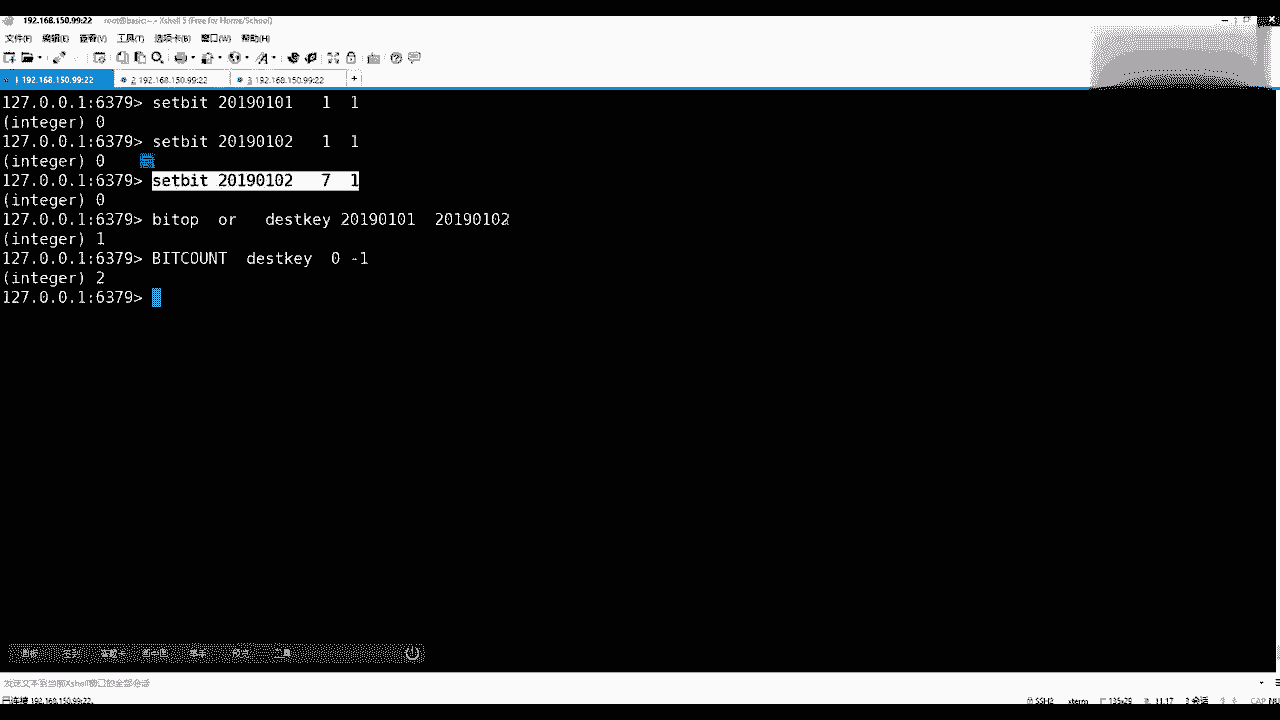 192.168.150.99:22 root@basic:~ - Xshell 5 (Free for Home/School)
文件(F) 编辑(E) 查看(V) 工具(T) 选项卡(B) 窗口(W) 帮助(H)
1 192.168.150.99:22 2 192.168.150.99:22 3 192.168.150.99:22 +
127.0.0.1:6379> setbit 20190101 1 1
(integer) 0
127.0.0.1:6379> setbit 20190102 1 1
(integer) 0
127.0.0.1:6379> setbit 20190102 7 1
(integer) 0
127.0.0.1:6379> bitop or destkey 20190101 20190102
(integer) 1
127.0.0.1:6379> BITCOUNT destkey 0 -1
(integer) 2
127.0.0.1:6379>
工具
发送文本到当前Xshell窗口的全部会话
已连接 192.168.150.99:22。 SSH2 xterm 135x29 11,17 3 会话 CAP